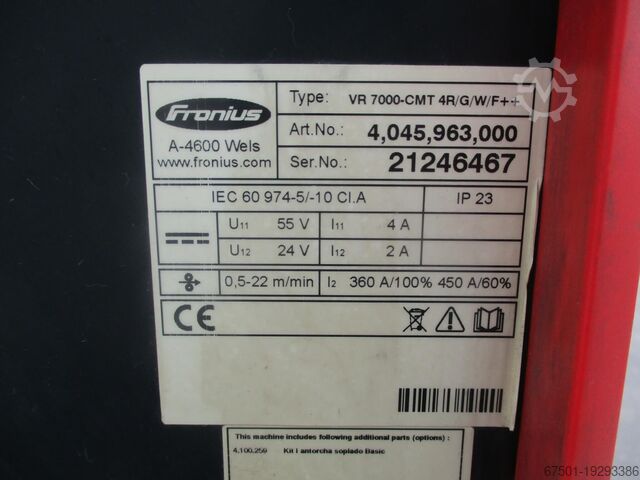 Fronius
A-4600 Wels
www.fronius.com
Type: VR 7000-CMT 4R/G/W/F++
Art.No.: 4,045,963,000
Ser.No.: 21246467
IEC 60 974-5/-10 Cl.A IP 23
U11 55 V I11 4 A
U12 24 V I12 2 A
0,5-22 m/min I2 360 A/100% 450 A/60%
CE
This machine includes following additional parts (options) :
4,100,259 Kit l antorcha soplado Basic
67501-19293386